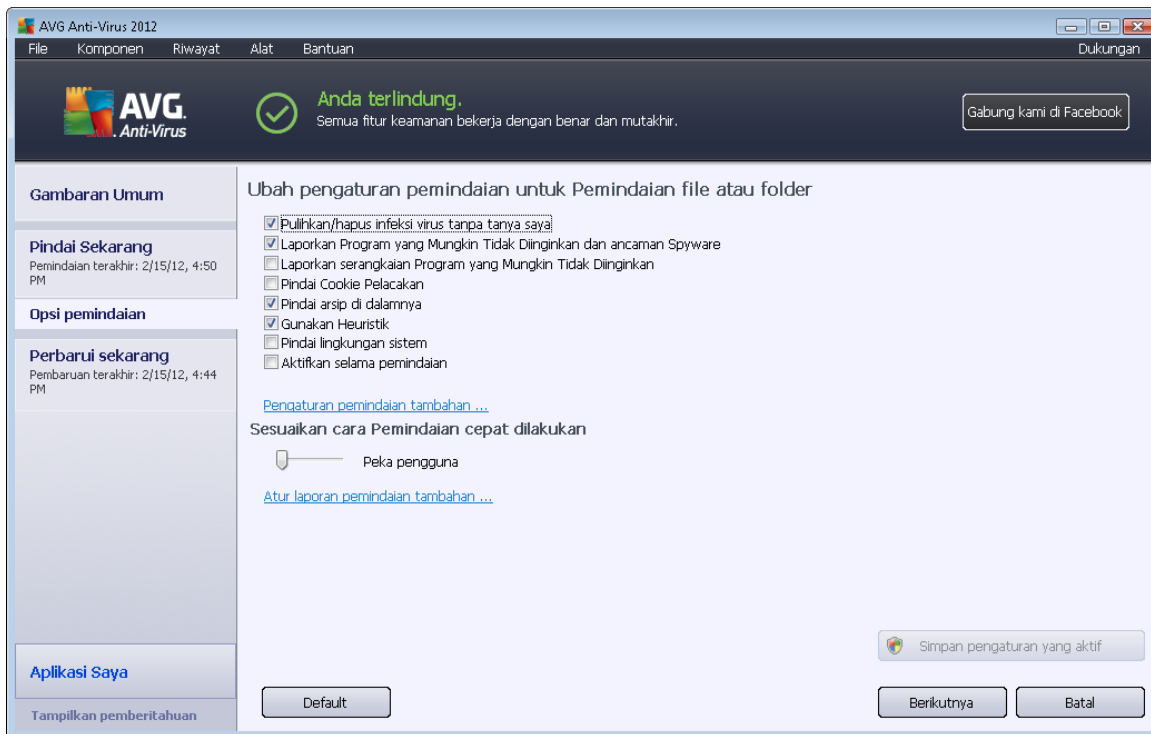 AVG Anti-Virus 2012
File Komponen Riwayat Alat Bantuan Dukungan
AVG.
Anti-Virus
Anda terlindung.
Semua fitur keamanan bekerja dengan benar dan mutakhir.
Gabung kami di Facebook
Gambaran Umum
Pindai Sekarang
Pemindaian terakhir: 2/15/12, 4:50
PM
Opsi pemindaian
Perbarui sekarang
Pembaruan terakhir: 2/15/12, 4:44
PM
Aplikasi Saya
Tampilkan pemberitahuan
Ubah pengaturan pemindaian untuk Pemindaian file atau folder
Pulihkan/hapus infeksi virus tanpa tanya saya
Laporkan Program yang Mungkin Tidak Diinginkan dan ancaman Spyware
Laporkan serangkaian Program yang Mungkin Tidak Diinginkan
Pindai Cookie Pelacakan
Pindai arsip di dalamnya
Gunakan Heuristik
Pindai lingkungan sistem
Aktifkan selama pemindaian
Pengaturan pemindaian tambahan ...
Sesuaikan cara Pemindaian cepat dilakukan
Peka pengguna
Atur laporan pemindaian tambahan ...
Simpan pengaturan yang aktif
Default
Berikutnya
Batal